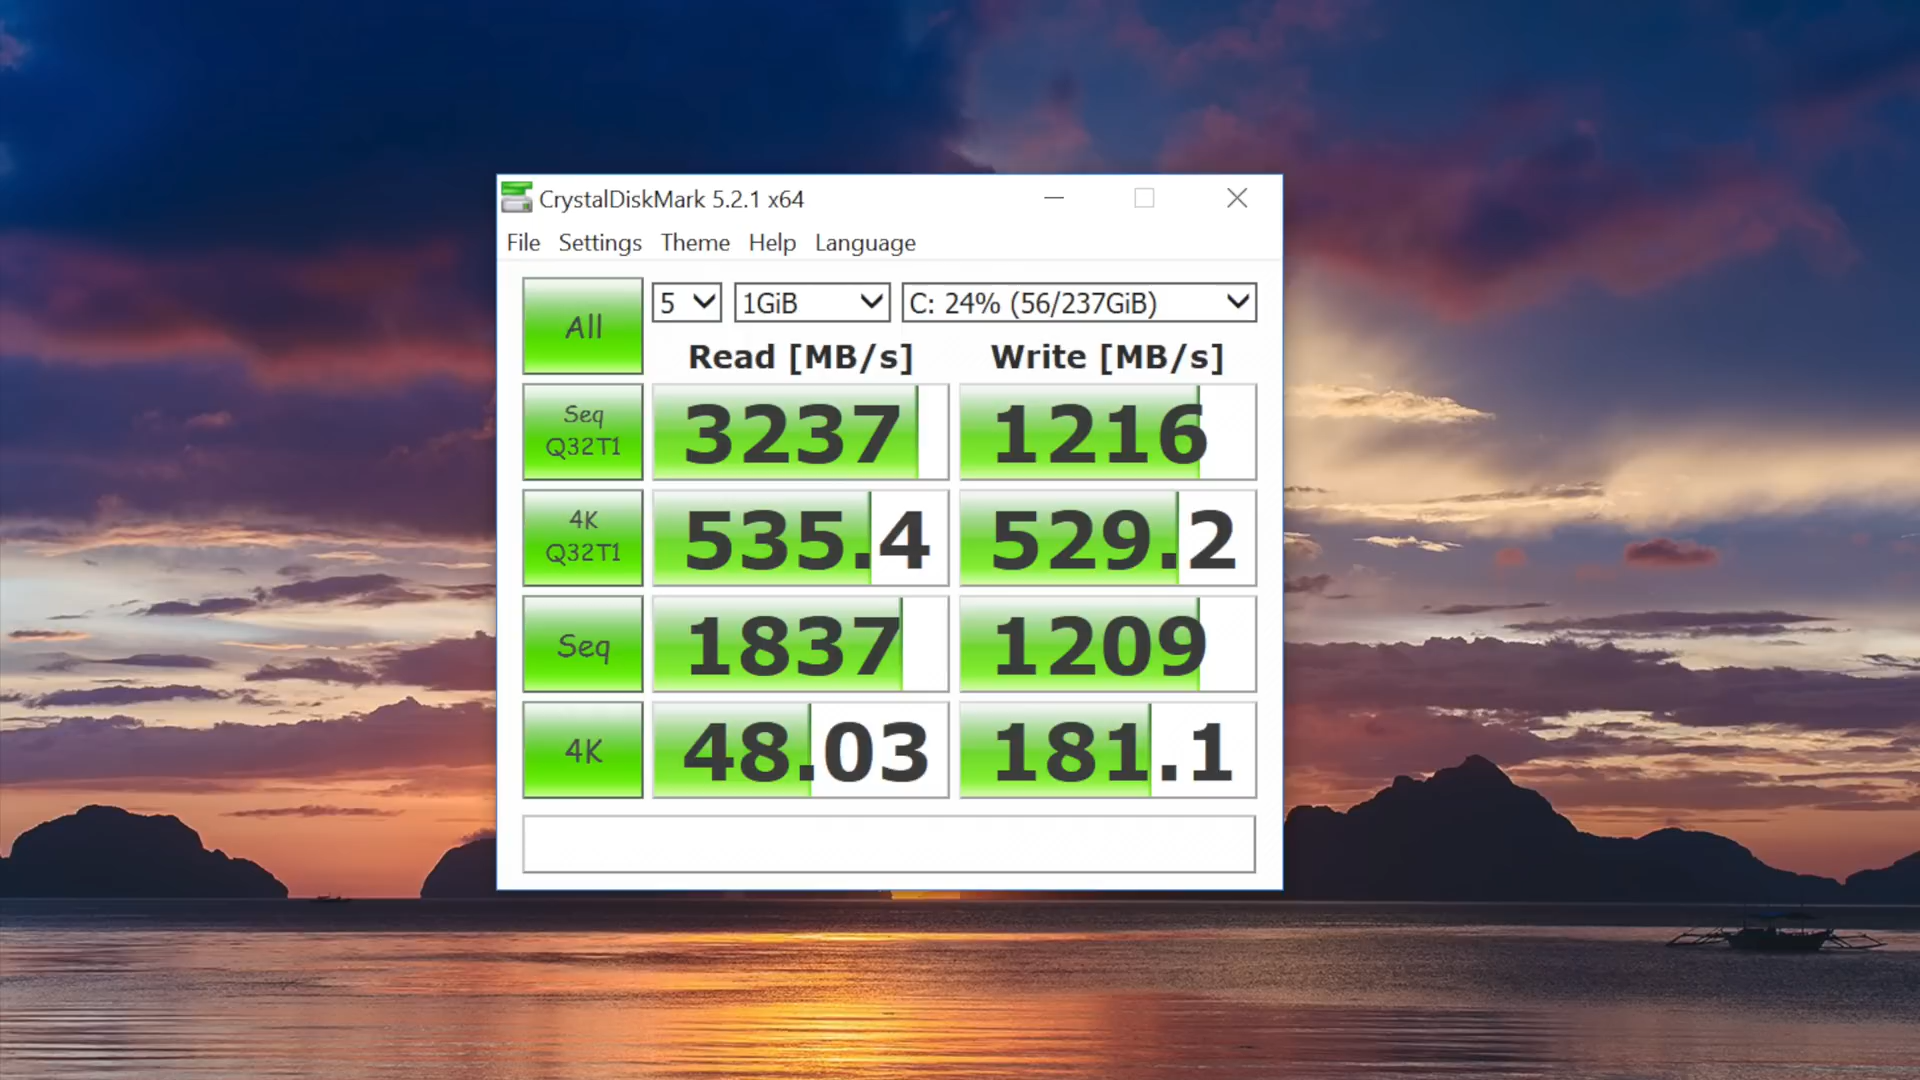 CrystalDiskMark 5.2.1 x64
File Settings Theme Help Language
All
5 1GiB C: 24% (56/237GiB)
Read [MB/s] Write [MB/s]
Seq
Q32T1
3237 1216
4K
Q32T1
535.4 529.2
Seq 1837 1209
4K 48.03 181.1